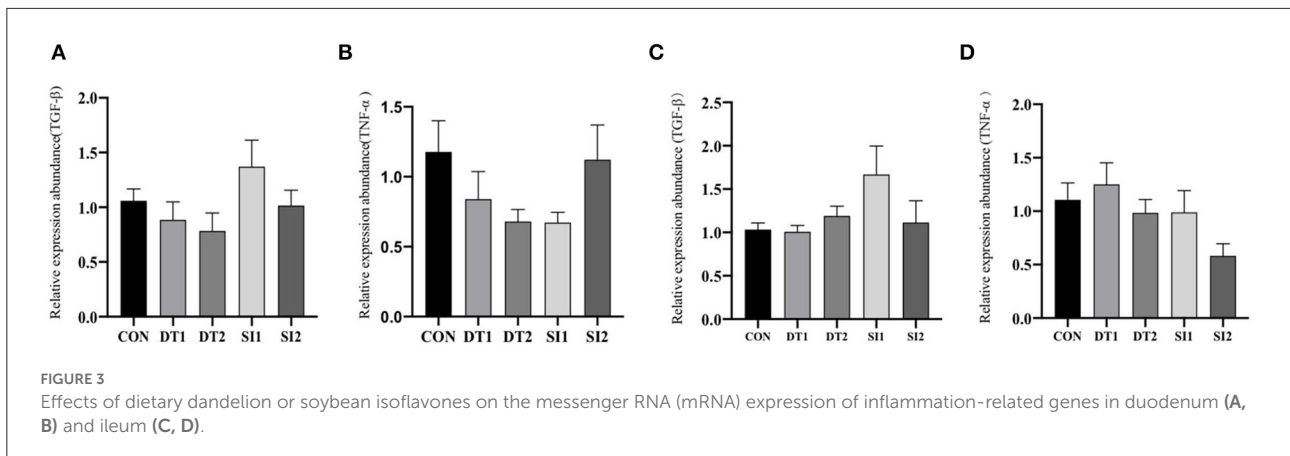 A
Relative expression abundance(TGF-β)
2.0
1.5
1.0
0.5
0.0
CON DT1 DT2 SI1 SI2
B
Relative expression abundance(TNF-α)
1.5
1.0
0.5
0.0
CON DT1 DT2 SI1 SI2
C
Relative expression abundance (TGF-β)
2.5
2.0
1.5
1.0
0.5
0.0
CON DT1 DT2 SI1 SI2
D
Relative expression abundance (TNF-α)
2.0
1.5
1.0
0.5
0.0
CON DT1 DT2 SI1 SI2
FIGURE 3
Effects of dietary dandelion or soybean isoflavones on the messenger RNA (mRNA) expression of inflammation-related genes in duodenum (A,
B) and ileum (C, D).